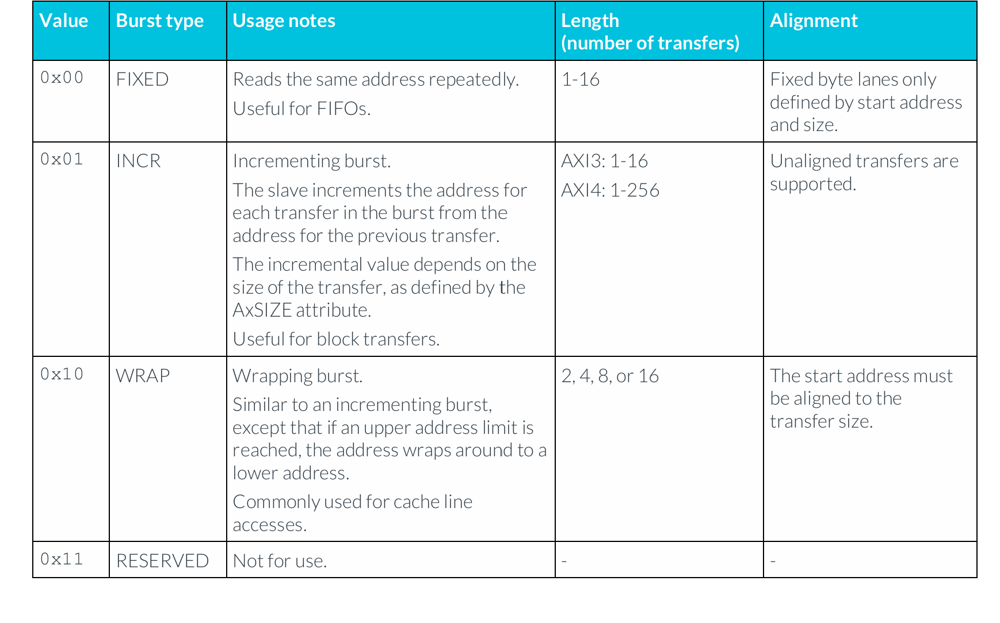 Value
Burst type
Usage notes
Length
(number of transfers)
Alignment
0x00
FIXED
Reads the same address repeatedly.
Useful for FIFOs.
1-16
Fixed byte lanes only
defined by start address
and size.
0x01
INCR
Incrementing burst.
The slave increments the address for
each transfer in the burst from the
address for the previous transfer.
The incremental value depends on the
size of the transfer, as defined by the
AxSIZE attribute.
Useful for block transfers.
AXI3: 1-16
AXI4: 1-256
Unaligned transfers are
supported.
0x10
WRAP
Wrapping burst.
Similar to an incrementing burst,
except that if an upper address limit is
reached, the address wraps around to a
lower address.
Commonly used for cache line
accesses.
2, 4, 8, or 16
The start address must
be aligned to the
transfer size.
0x11
RESERVED
Not for use.
-
-